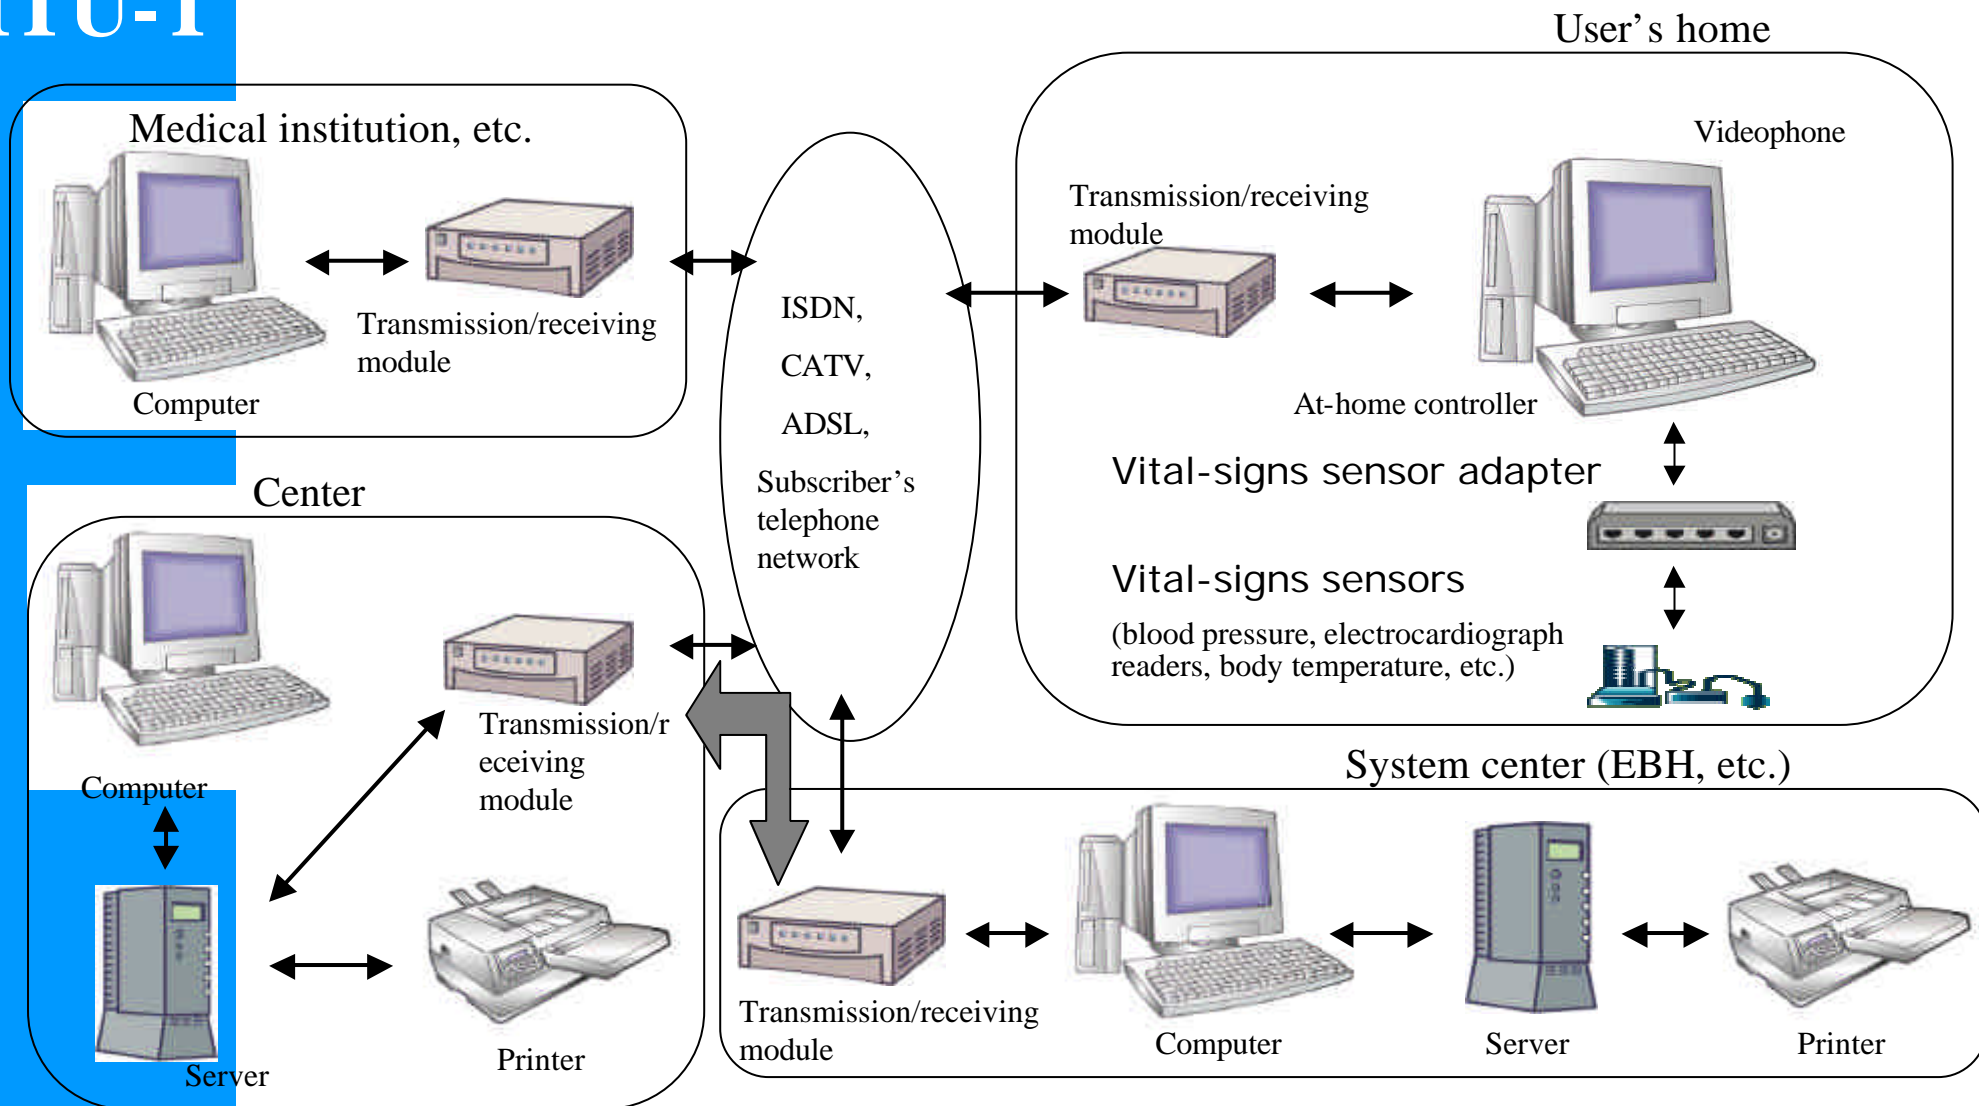 ITU-T
User’s home
Medical institution, etc.
Videophone
Transmission/receiving
module
Transmission/receiving
module
Computer
ISDN,
CATV,
ADSL,
Subscriber’s
telephone
network
At-home controller
Vital-signs sensor adapter
Vital-signs sensors
(blood pressure, electrocardiograph
readers, body temperature, etc.)
Center
Transmission/r
eceiving
module
Computer
Server
Printer
System center (EBH, etc.)
Transmission/receiving
module
Computer
Server
Printer